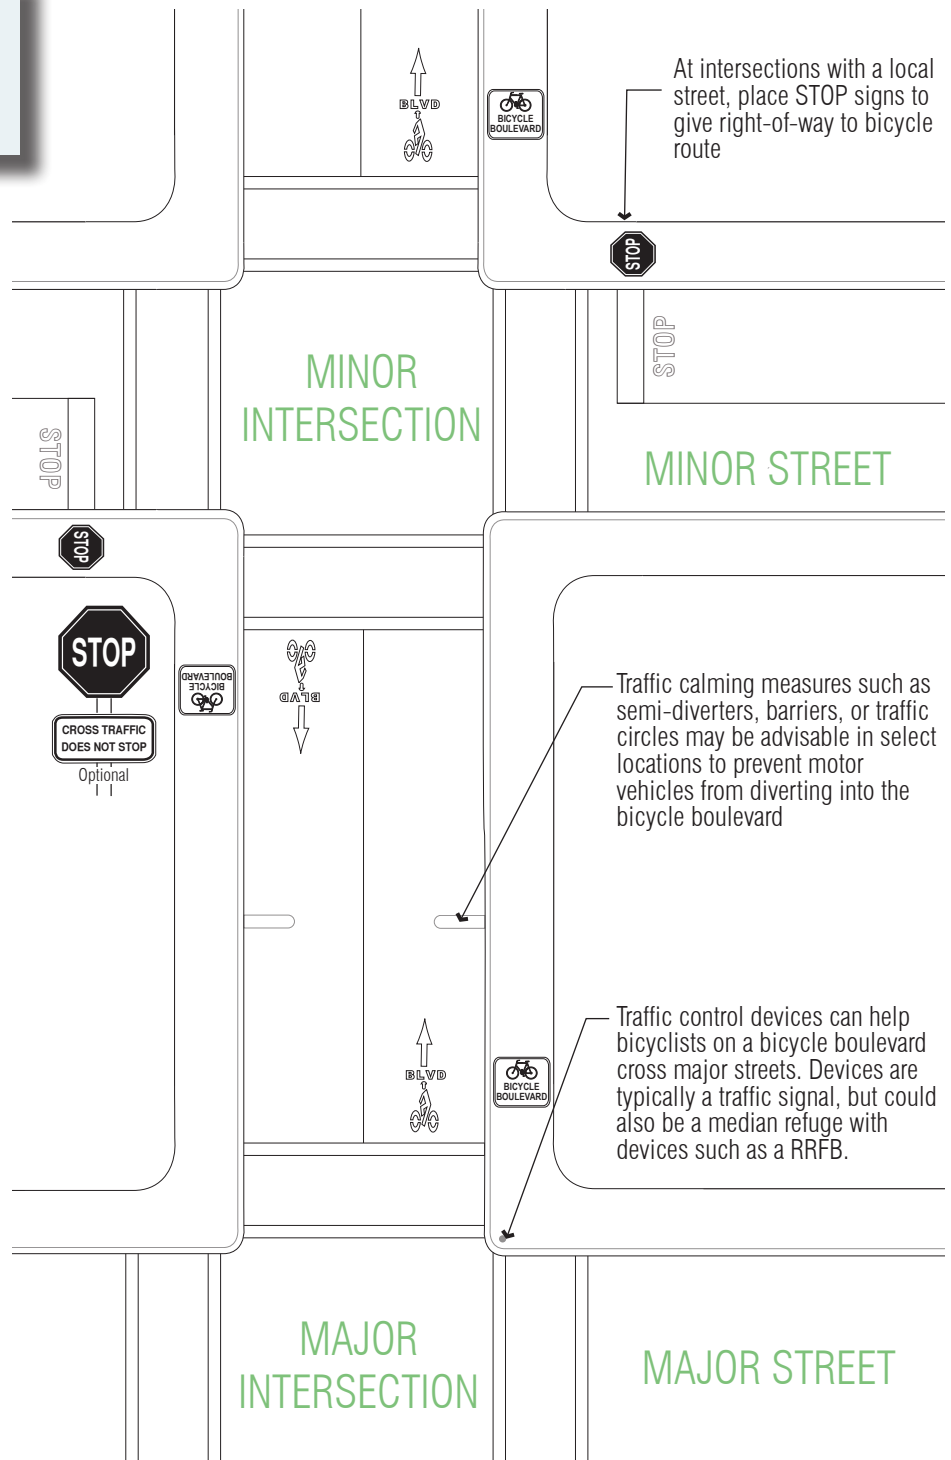 BLVD
BICYCLE
BOULEVARD
At intersections with a local
street, place STOP signs to
give right-of-way to bicycle
route
STOP
STOP
MINOR
INTERSECTION
STOP
MINOR STREET
STOP
STOP
CROSS TRAFFIC
DOES NOT STOP
Optional
BICYCLE
BOULEVARD
BLVD
Traffic calming measures such as
semi-diverters, barriers, or traffic
circles may be advisable in select
locations to prevent motor
vehicles from diverting into the
bicycle boulevard
BLVD
BICYCLE
BOULEVARD
Traffic control devices can help
bicyclists on a bicycle boulevard
cross major streets. Devices are
typically a traffic signal, but could
also be a median refuge with
devices such as a RRFB.
MAJOR
INTERSECTION
MAJOR STREET